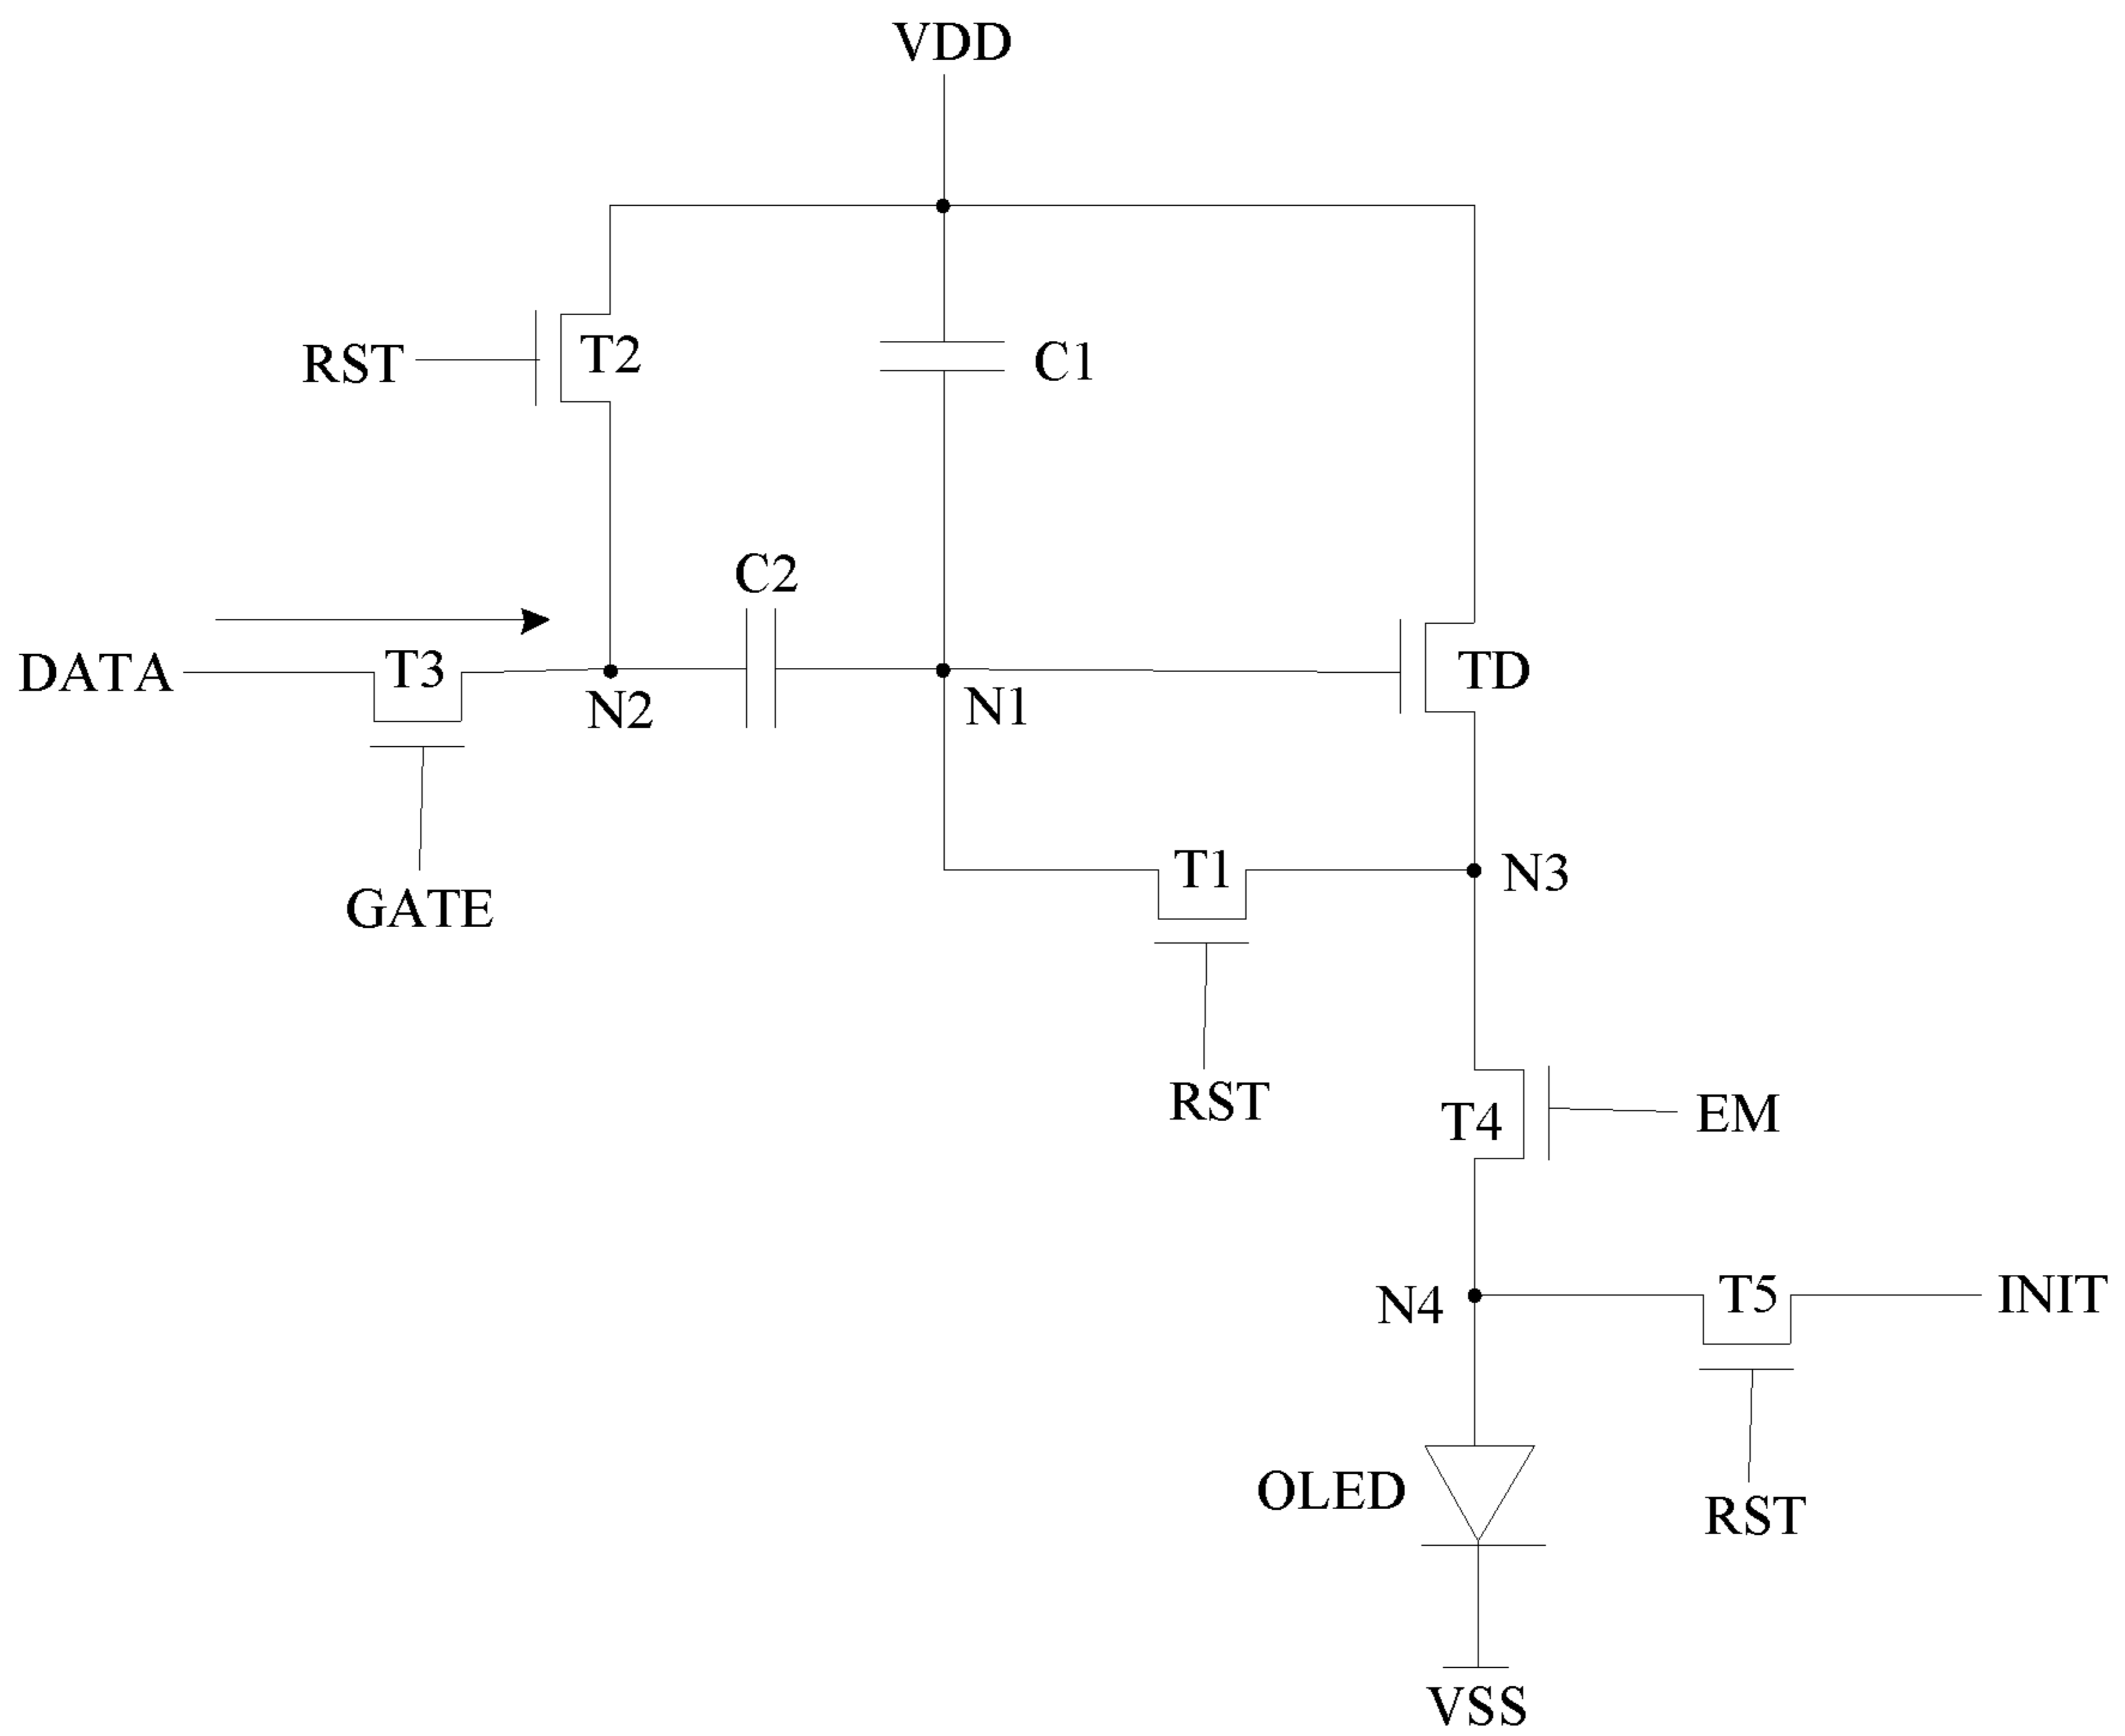 VDD
RST
T2
C1
C2
DATA
T3
N2
N1
TD
GATE
T1
N3
RST
T4
EM
N4
T5
INIT
OLED
RST
VSS